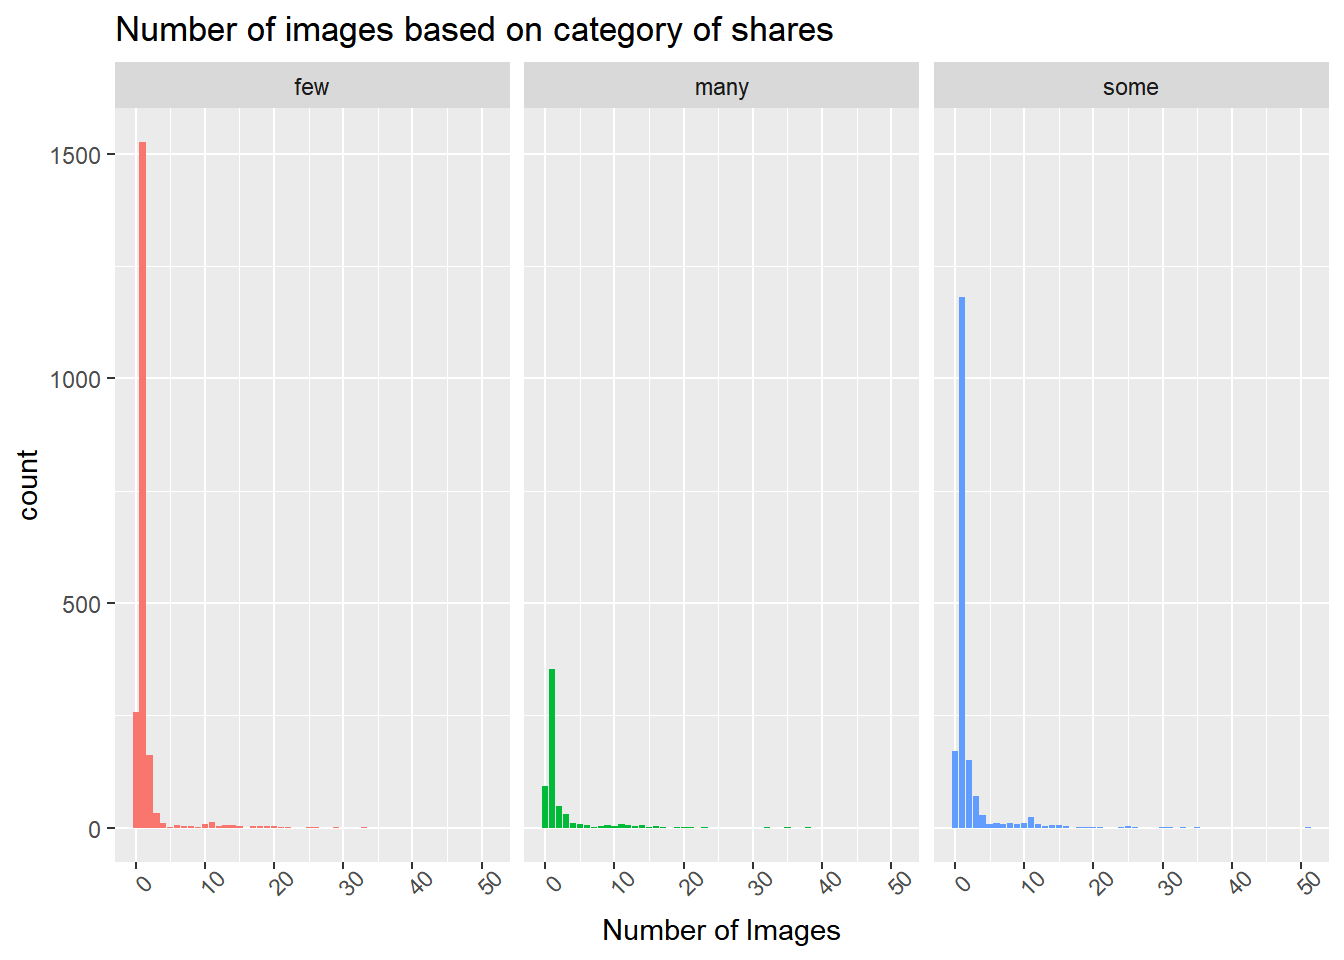 Number of images based on category of shares
few many some
1500
1000
500
0
count
0 10 20 30 40 50 0 10 20 30 40 50 0 10 20 30 40 50
Number of Images